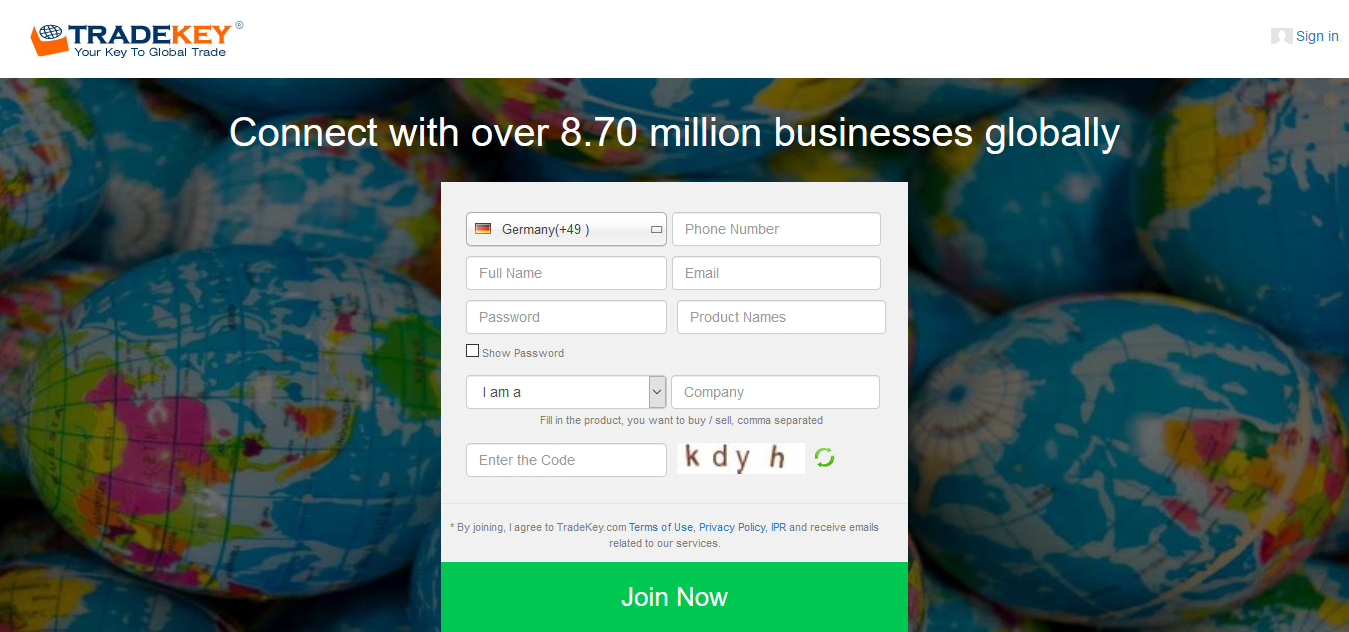 TRADEKEY®
Your Key To Global Trade
Sign in
Connect with over 8.70 million businesses globally
Germany(+49 ) Phone Number
Full Name Email
Password Product Names
Show Password
I am a Company
Fill in the product, you want to buy / sell, comma separated
Enter the Code k d y h
* By joining, I agree to TradeKey.com Terms of Use, Privacy Policy, IPR and receive emails
related to our services.
Join Now